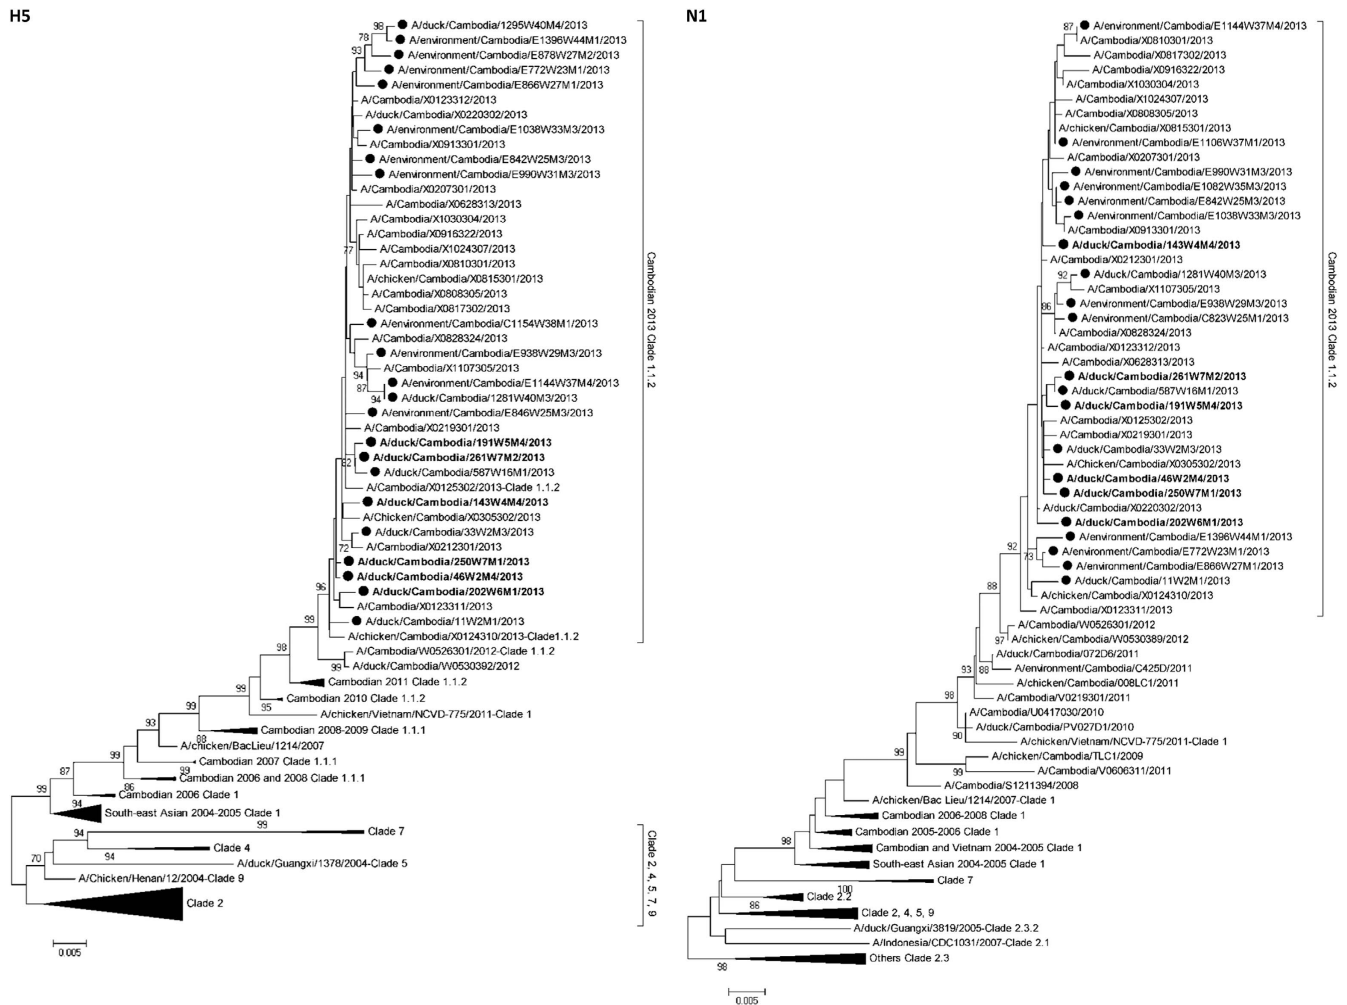 H5
98
A/duck/Cambodia/1295W40M4/2013
78
A/environment/Cambodia/E1396W44M1/2013
93
A/environment/Cambodia/E878W27M2/2013
A/environment/Cambodia/E772W23M1/2013
A/environment/Cambodia/E866W27M1/2013
A/Cambodia/X0123312/2013
A/duck/Cambodia/X0220302/2013
A/environment/Cambodia/E1038W33M3/2013
A/Cambodia/X0913301/2013
A/environment/Cambodia/E842W25M3/2013
A/environment/Cambodia/E990W31M3/2013
A/Cambodia/X0207301/2013
A/Cambodia/X0628313/2013
A/Cambodia/X1030304/2013
A/Cambodia/X0916322/2013
77
A/Cambodia/X1024307/2013
A/Cambodia/X0810301/2013
A/chicken/Cambodia/X0815301/2013
A/Cambodia/X0808305/2013
A/Cambodia/X0817302/2013
A/environment/Cambodia/C1154W38M1/2013
A/Cambodia/X0828324/2013
A/environment/Cambodia/E938W29M3/2013
A/Cambodia/X1107305/2013
94
A/environment/Cambodia/E1144W37M4/2013
87
A/duck/Cambodia/1281W40M3/2013
94
A/environment/Cambodia/E846W25M3/2013
A/Cambodia/X0219301/2013
A/duck/Cambodia/191W5M4/2013
A/duck/Cambodia/261W7M2/2013
82
A/duck/Cambodia/587W16M1/2013
A/Cambodia/X0125302/2013-Clade 1.1.2
A/duck/Cambodia/143W4M4/2013
A/Chicken/Cambodia/X0305302/2013
A/duck/Cambodia/33W2M3/2013
72
A/Cambodia/X0212301/2013
A/duck/Cambodia/250W7M1/2013
A/duck/Cambodia/46W2M4/2013
96
A/duck/Cambodia/202W6M1/2013
A/Cambodia/X0123311/2013
99
A/duck/Cambodia/11W2M1/2013
A/chicken/Cambodia/X0124310/2013-Clade1.1.2
98
A/Cambodia/W0526301/2012-Clade 1.1.2
99
A/duck/Cambodia/W0530392/2012
Cambodian 2011 Clade 1.1.2
99
Cambodian 2010 Clade 1.1.2
95
A/chicken/Vietnam/NCVD-775/2011-Clade 1
99
Cambodian 2008-2009 Clade 1.1.1
93
88
A/chicken/BacLieu/1214/2007
99
Cambodian 2007 Clade 1.1.1
99
Cambodian 2006 and 2008 Clade 1.1.1
87
86
Cambodian 2006 Clade 1
99
94
South-east Asian 2004-2005 Clade 1
99
Clade 7
94
Clade 4
94
A/duck/Guangxi/1378/2004-Clade 5
70
A/Chicken/Henan/12/2004-Clade 9
Clade 2
Cambodian 2013 Clade 1.1.2
Clade 2, 4, 5, 7, 9
0.005
N1
87
A/environment/Cambodia/E1144W37M4/2013
A/Cambodia/X0810301/2013
A/Cambodia/X0817302/2013
A/Cambodia/X0916322/2013
A/Cambodia/X1030304/2013
A/Cambodia/X1024307/2013
A/Cambodia/X0808305/2013
A/chicken/Cambodia/X0815301/2013
A/environment/Cambodia/E1106W37M1/2013
A/Cambodia/X0207301/2013
A/environment/Cambodia/E990W31M3/2013
A/environment/Cambodia/E1082W35M3/2013
A/environment/Cambodia/E842W25M3/2013
A/environment/Cambodia/E1038W33M3/2013
A/Cambodia/X0913301/2013
A/duck/Cambodia/143W4M4/2013
A/Cambodia/X0212301/2013
92
A/duck/Cambodia/1281W40M3/2013
A/Cambodia/X1107305/2013
86
A/environment/Cambodia/E938W29M3/2013
A/environment/Cambodia/C823W25M1/2013
A/Cambodia/X0828324/2013
A/Cambodia/X0123312/2013
A/Cambodia/X0628313/2013
A/duck/Cambodia/261W7M2/2013
A/duck/Cambodia/587W16M1/2013
A/duck/Cambodia/191W5M4/2013
A/Cambodia/X0125302/2013
A/Cambodia/X0219301/2013
A/duck/Cambodia/33W2M3/2013
A/Chicken/Cambodia/X0305302/2013
A/duck/Cambodia/46W2M4/2013
A/duck/Cambodia/250W7M1/2013
A/duck/Cambodia/X0220302/2013
A/duck/Cambodia/202W6M1/2013
A/environment/Cambodia/E1396W44M1/2013
92
73
A/environment/Cambodia/E772W23M1/2013
A/environment/Cambodia/E866W27M1/2013
88
A/duck/Cambodia/11W2M1/2013
A/chicken/Cambodia/X0124310/2013
A/Cambodia/X0123311/2013
A/Cambodia/W0526301/2012
97
A/chicken/Cambodia/W0530389/2012
A/duck/Cambodia/072D6/2011
93
88
A/environment/Cambodia/C425D/2011
A/chicken/Cambodia/008LC1/2011
98
A/Cambodia/V0219301/2011
A/Cambodia/U0417030/2010
A/duck/Cambodia/PV027D1/2010
90
A/chicken/Vietnam/NCVD-775/2011-Clade 1
99
A/chicken/Cambodia/TLC1/2009
99
A/Cambodia/V0606311/2011
A/Cambodia/S1211394/2008
A/chicken/Bac Lieu/1214/2007-Clade 1
Cambodian 2006-2008 Clade 1
Cambodian 2005-2006 Clade 1
98
Cambodian and Vietnam 2004-2005 Clade 1
South-east Asian 2004-2005 Clade 1
Clade 7
100
Clade 2.2
86
Clade 2, 4, 5, 9
A/duck/Guangxi/3819/2005-Clade 2.3.2
A/Indonesia/CDC1031/2007-Clade 2.1
98
Others Clade 2.3
Cambodian 2013 Clade 1.1.2
0.005